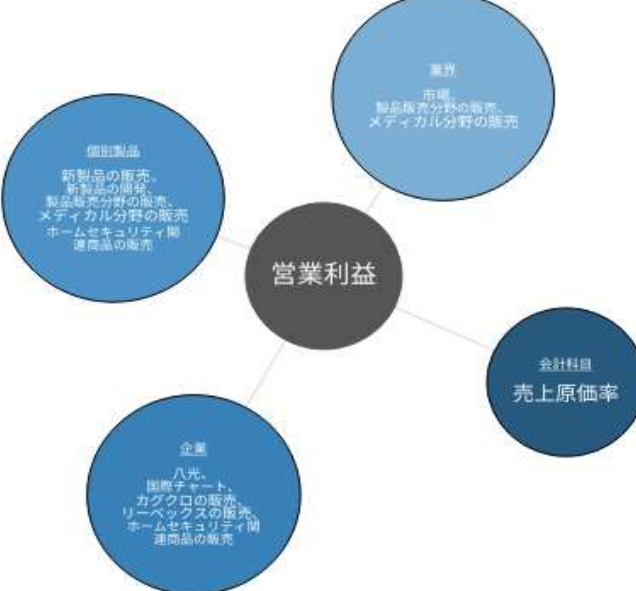 業界
市場、
製品販売分野の販売、
メディカル分野の販売
個別製品
新製品の販売、
新製品の開発、
製品販売分野の販売、
メディカル分野の販売
ホームセキュリティ関
連商品の販売
営業利益
会計科目
売上原価率
企業
八光、
国際チャート、
カグクロの販売、
リーベックスの販売、
ホームセキュリティ関
連商品の販売